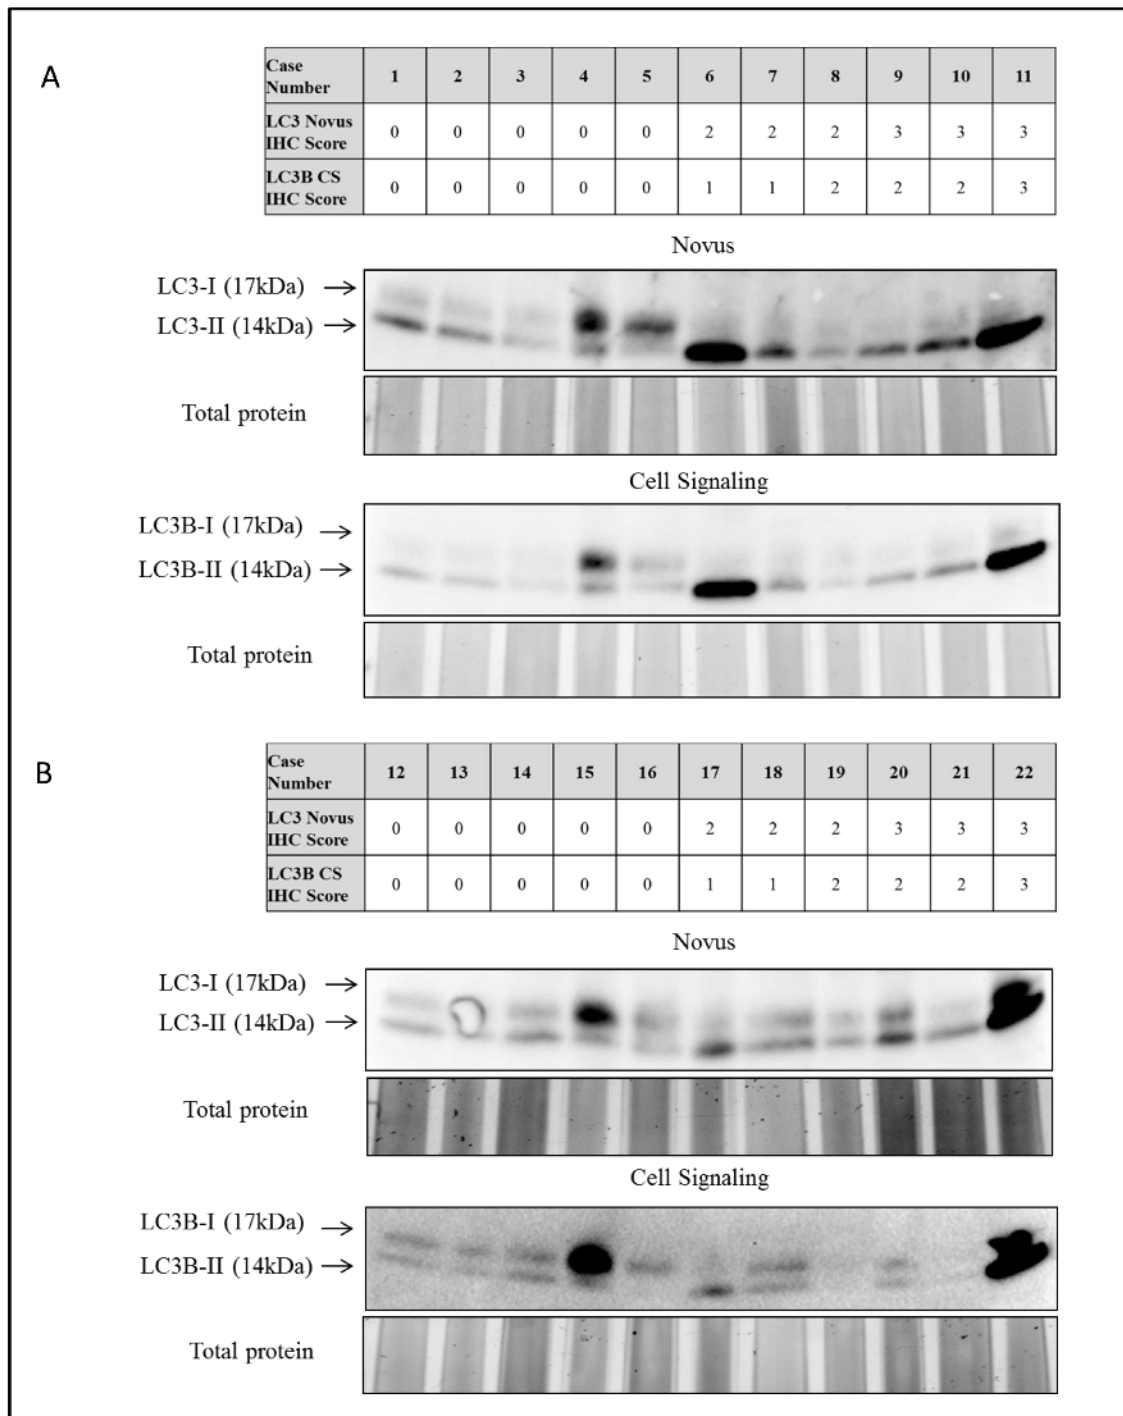 A
Case Number 1 2 3 4 5 6 7 8 9 10 11
LC3 Novus IHC Score 0 0 0 0 0 2 2 2 3 3 3
LC3B CS IHC Score 0 0 0 0 0 1 1 2 2 2 3
Novus
LC3-I (17kDa)
LC3-II (14kDa)
Total protein
Cell Signaling
LC3B-I (17kDa)
LC3B-II (14kDa)
Total protein
B
Case Number 12 13 14 15 16 17 18 19 20 21 22
LC3 Novus IHC Score 0 0 0 0 0 2 2 2 3 3 3
LC3B CS IHC Score 0 0 0 0 0 1 1 2 2 2 3
Novus
LC3-I (17kDa)
LC3-II (14kDa)
Total protein
Cell Signaling
LC3B-I (17kDa)
LC3B-II (14kDa)
Total protein